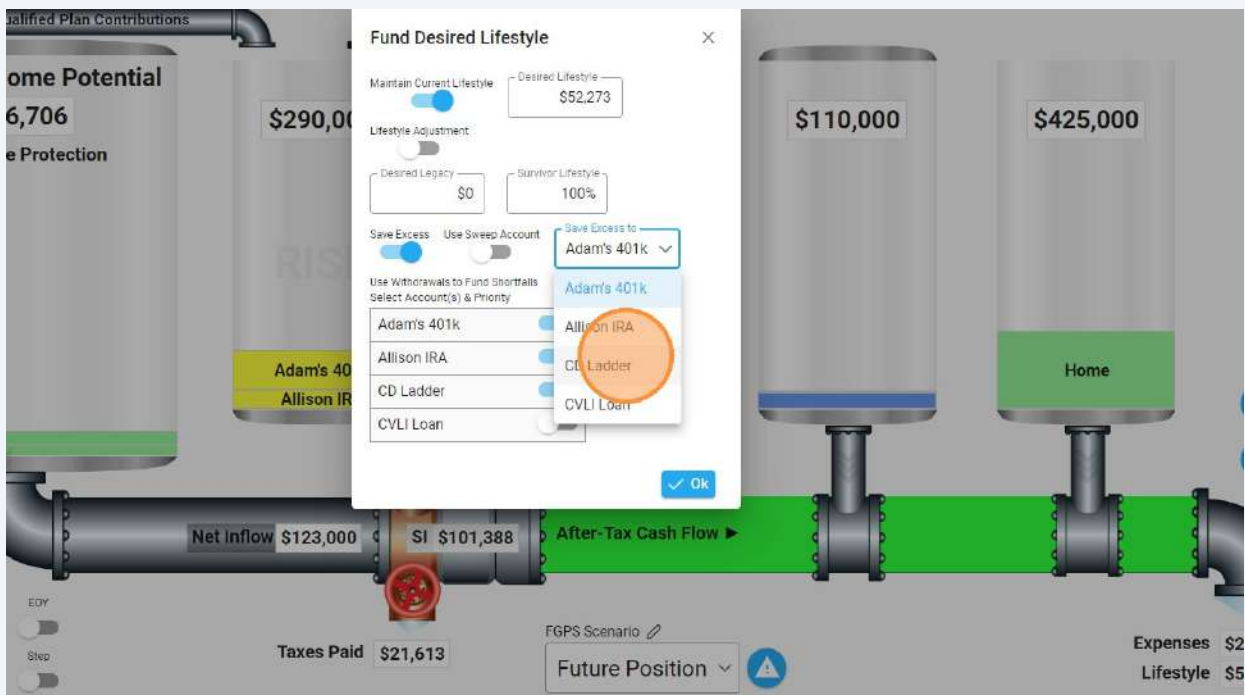 ualified Plan Contributions
Fund Desired Lifestyle
ome Potential
Maintain Current Lifestyle
Desired Lifestyle
$52,273
6,706
$290,00
$110,000
$425,000
Lifestyle Adjustment
e Protection
Desired Legacy
$0
Survivor Lifestyle
100%
Save Excess
Use Sweep Account
Save Excess to
Adam's 401k
RIS
Use Withdrawals to Fund Shortfalls
Select Account(s) & Priority
Adam's 401k
Allison IRA
CD Ladder
CVLI Loan
Adam's 401k
Allison IRA
CD Ladder
CVLI Loan
Adam's 40
Allison IR
Home
Ok
Net Inflow $123,000
SI $101,388
After-Tax Cash Flow ►
EOY
Step
Taxes Paid $21,613
FGPS Scenario
Future Position
Expenses $2
Lifestyle $5